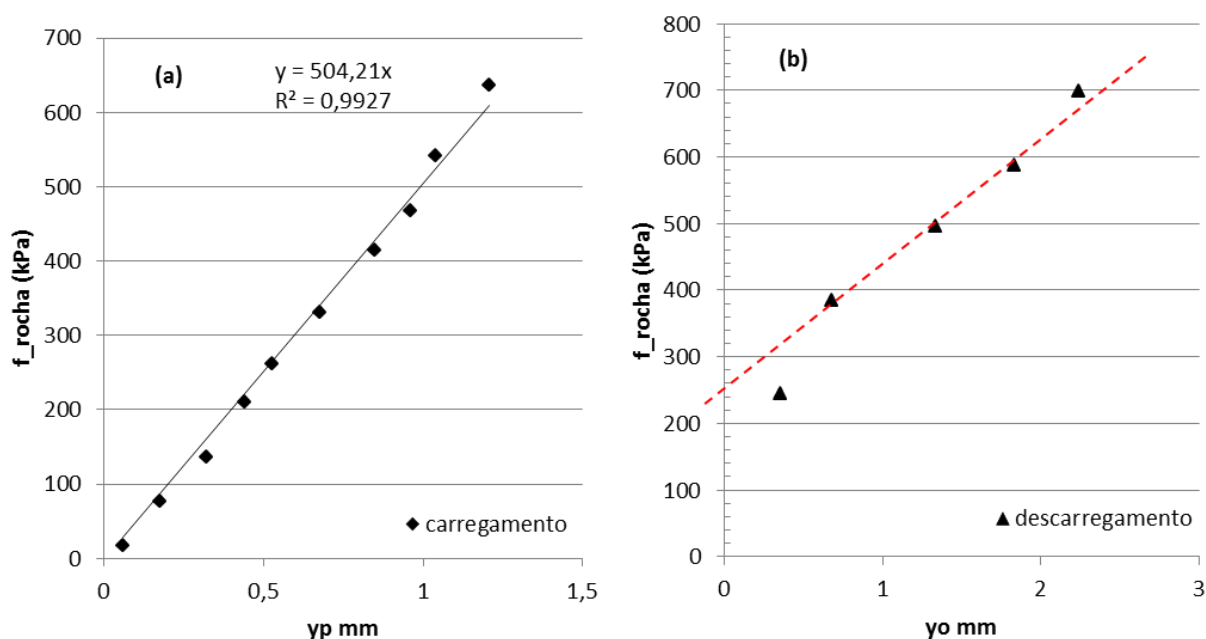 (a)
y = 504,21x
R² = 0,9927
f_rocha (kPa)
700
600
500
400
300
200
100
0
0
0,5
1
1,5
yp mm
carregamento
(b)
f_rocha (kPa)
800
700
600
500
400
300
200
100
0
0
1
2
3
yo mm
descarregamento